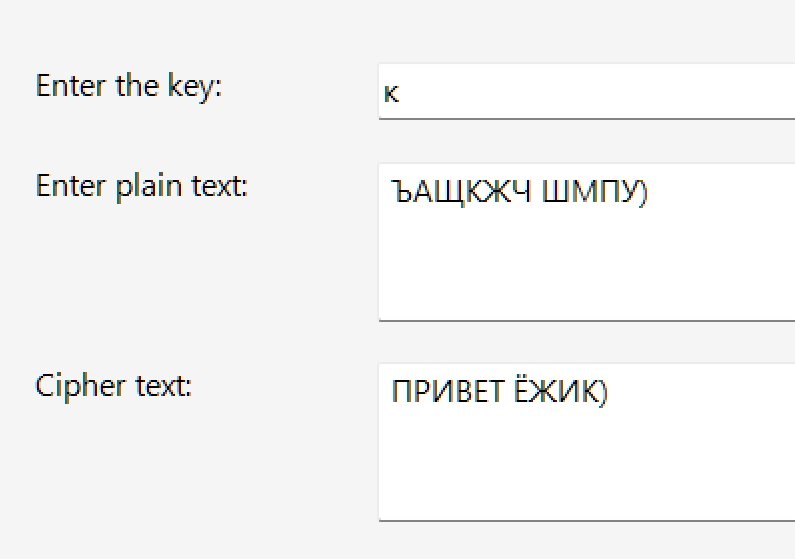 Enter the key:
к
Enter plain text:
ЪАЩКЖЧ ШМПУ)
Cipher text:
ПРИВЕТ ЁЖИК)